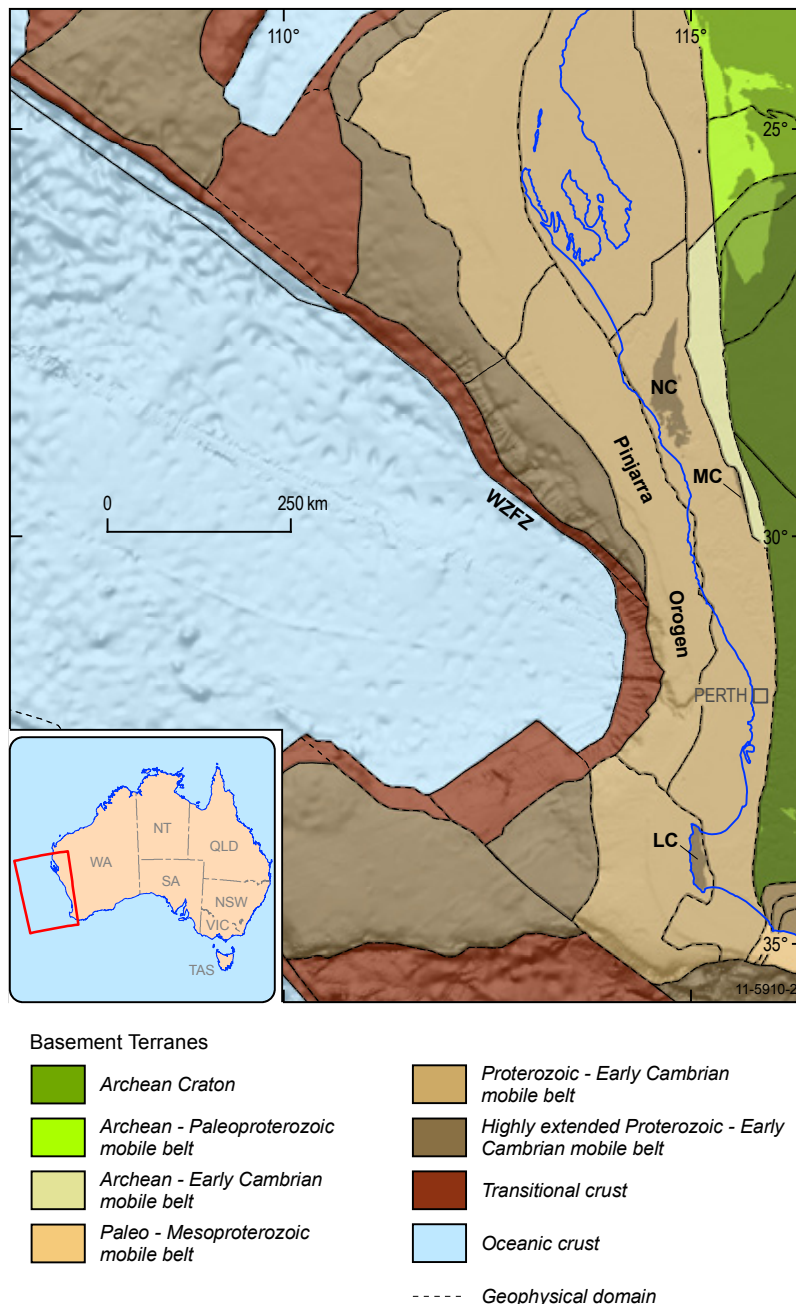 110°
115°
25°
NC
Pinjarra
MC
0
250 km
WZFZ
30°
Orogen
PERTH
LC
35°
11-5910-2
NT
QLD
WA
SA
NSW
VIC
TAS
Basement Terranes
Archean Craton
Archean - Paleoproterozoic
mobile belt
Archean - Early Cambrian
mobile belt
Paleo - Mesoproterozoic
mobile belt
Proterozoic - Early Cambrian
mobile belt
Highly extended Proterozoic - Early
Cambrian mobile belt
Transitional crust
Oceanic crust
Geophysical domain